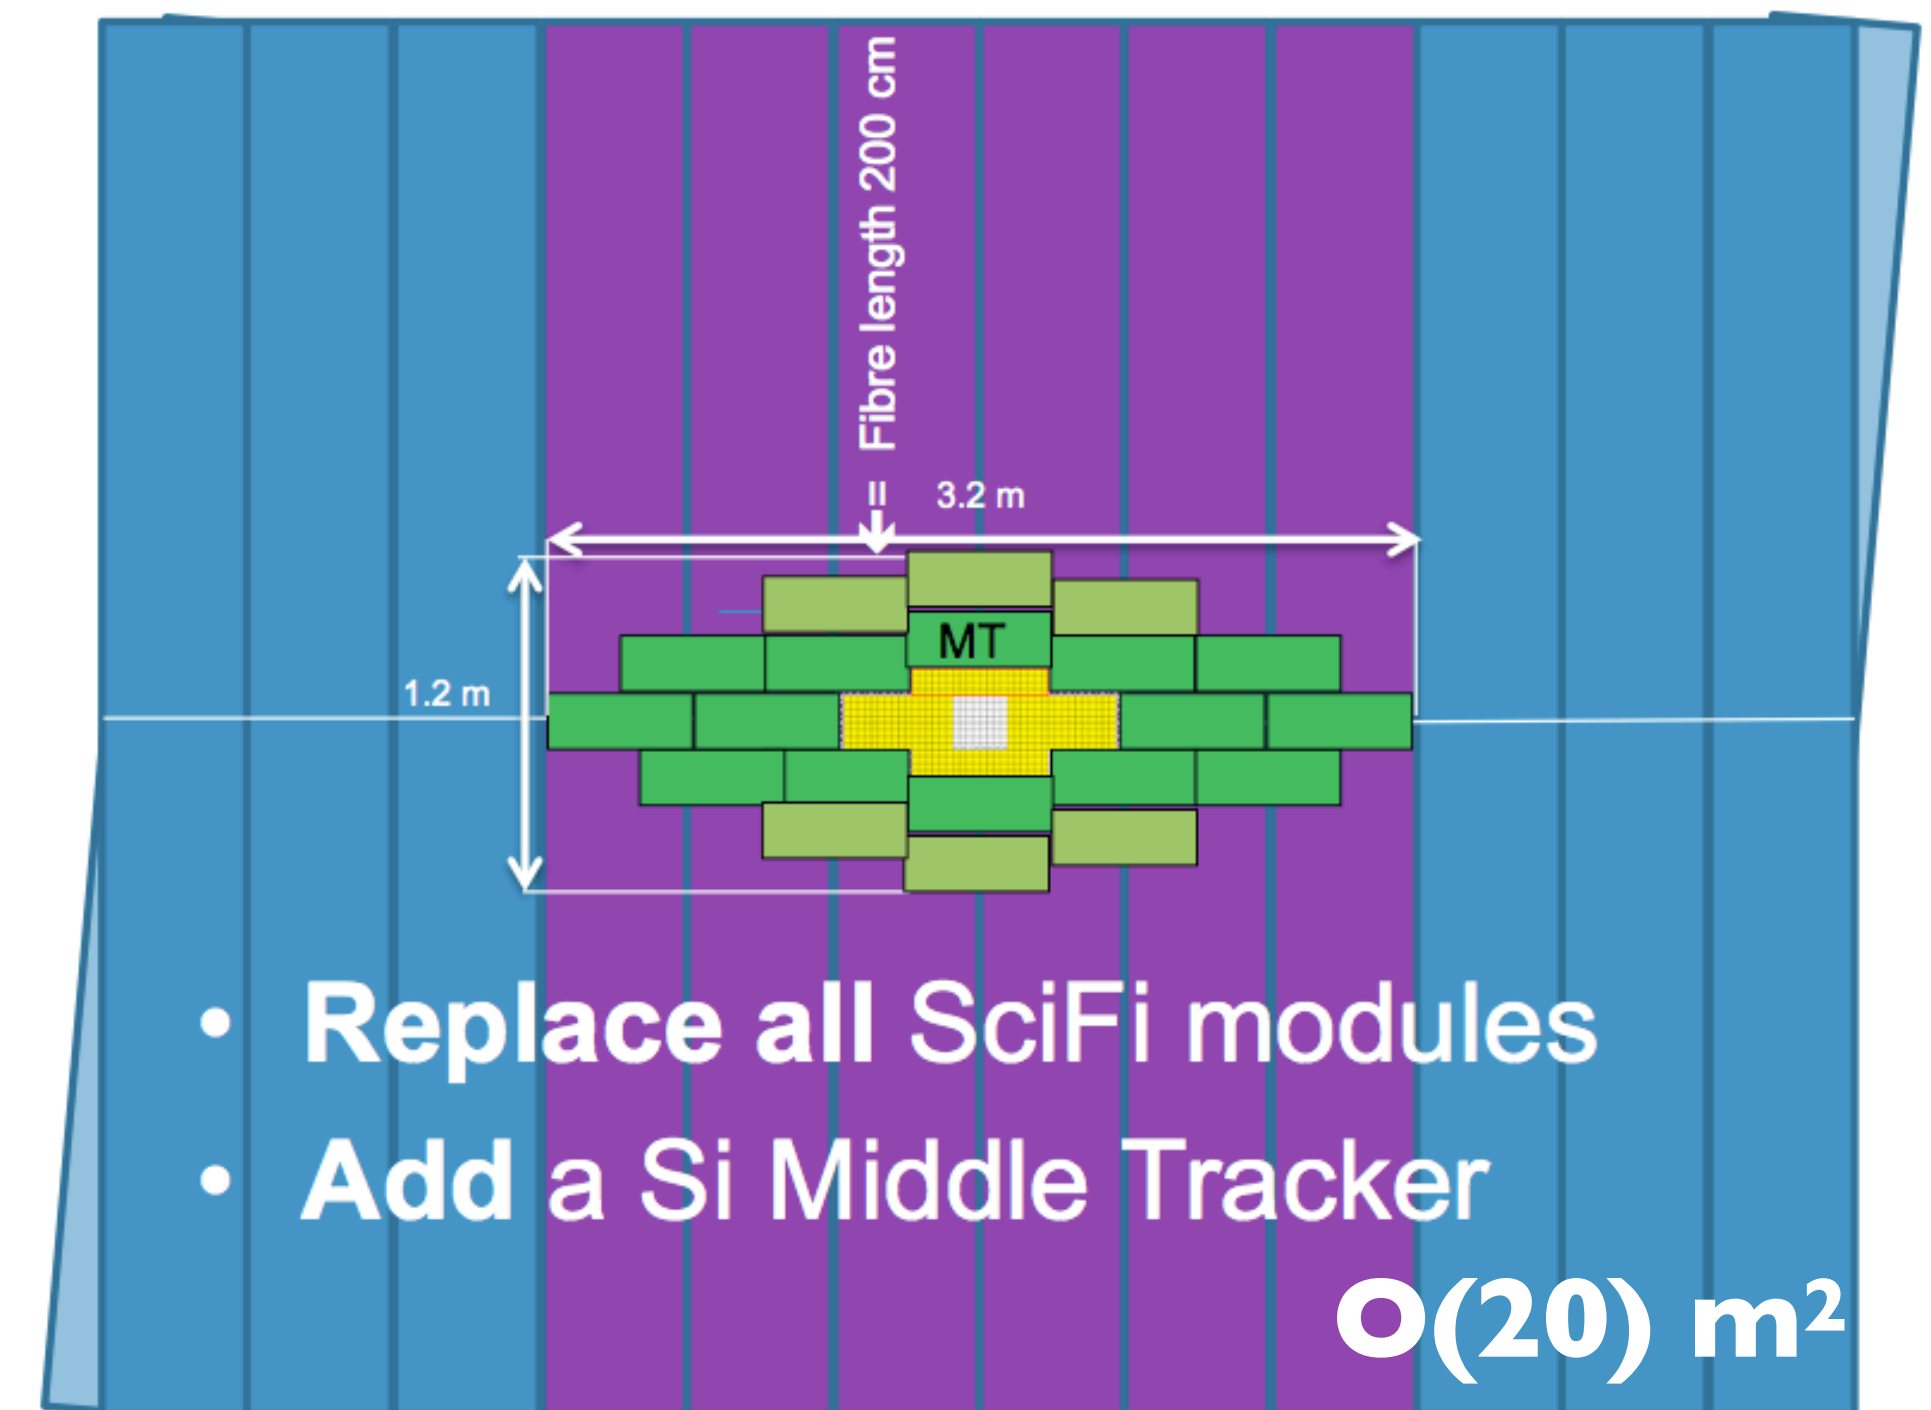 = Fibre length 200 cm
3.2 m
MT
1.2 m
• Replace all SciFi modules
• Add a Si Middle Tracker
O(20) m²